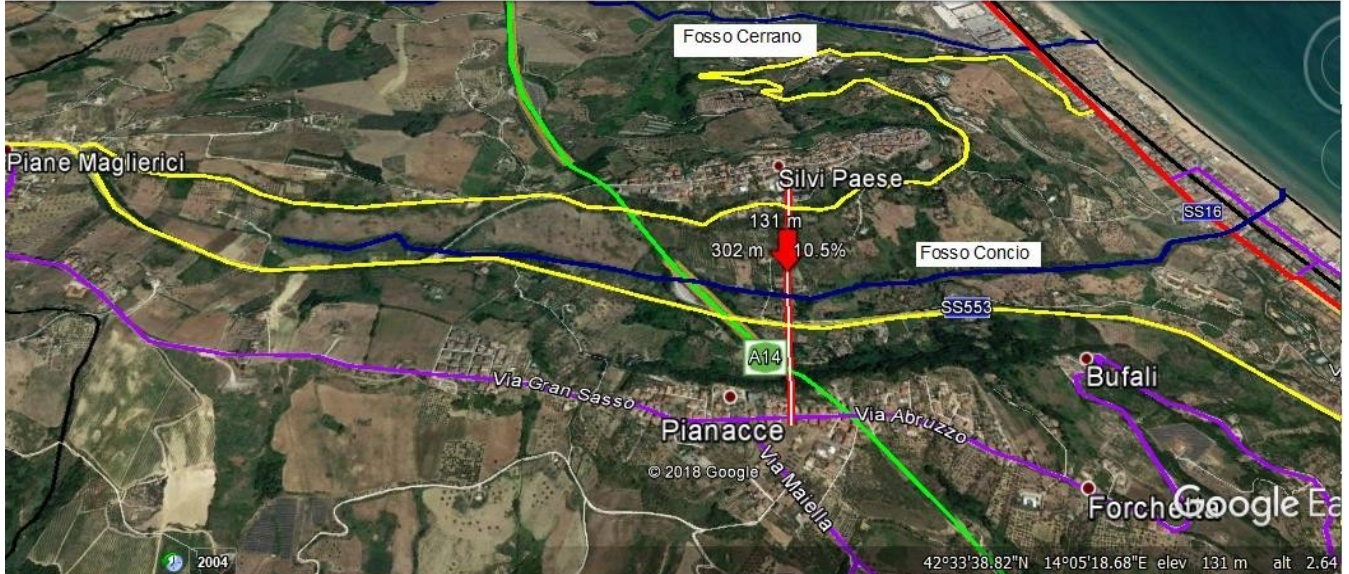 Fosso Cerrano
Piane Maglierici
Silvi Paese
131 m
302 m 10.5%
SS16
Fosso Concio
SS553
A14
Bufali
Via Gran Sasso
Via Abruzzo
Pianacce
Via Maiella
© 2018 Google
Forchetta
Google Ea
2004
42°33'38.82"N 14°05'18.68"E elev 131 m alt 2.64